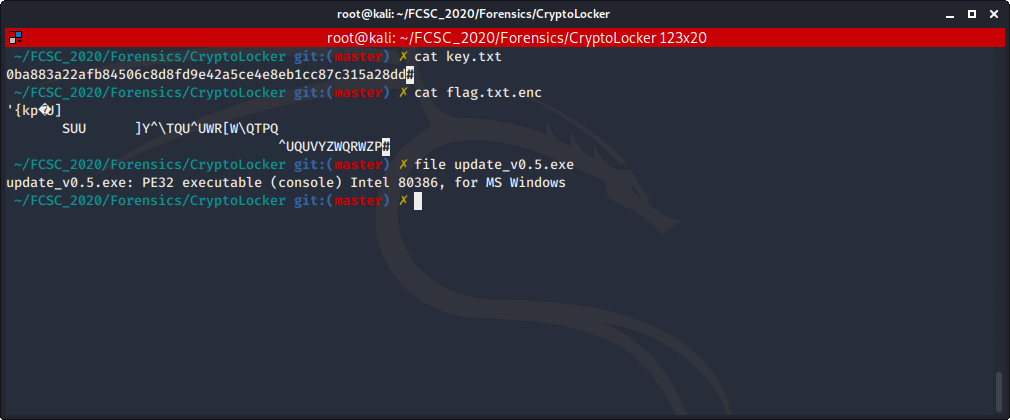 root@kali: ~/FCSC_2020/Forensics/CryptoLocker
root@kali: ~/FCSC_2020/Forensics/CryptoLocker 123x20
~/FCSC_2020/Forensics/CryptoLocker git:(master) ✗ cat key.txt
0ba883a22afb84506c8d8fd9e42a5ce4e8eb1cc87c315a28dd#
~/FCSC_2020/Forensics/CryptoLocker git:(master) ✗ cat flag.txt.enc
'{kp�U]
SUU ]Y^\TQU^UWR[W\QTPQ
^UQUVYZWQRWZP#
~/FCSC_2020/Forensics/CryptoLocker git:(master) ✗ file update_v0.5.exe
update_v0.5.exe: PE32 executable (console) Intel 80386, for MS Windows
~/FCSC_2020/Forensics/CryptoLocker git:(master) ✗